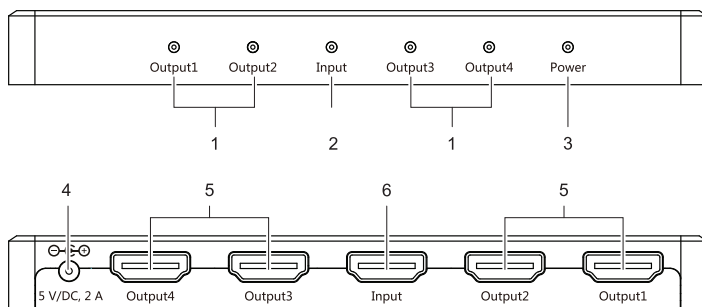 Output1 Output2 Input Output3 Output4 Power
1 2 1 3
4 5 6 5
5 V/DC, 2 A Output4 Output3 Input Output2 Output1